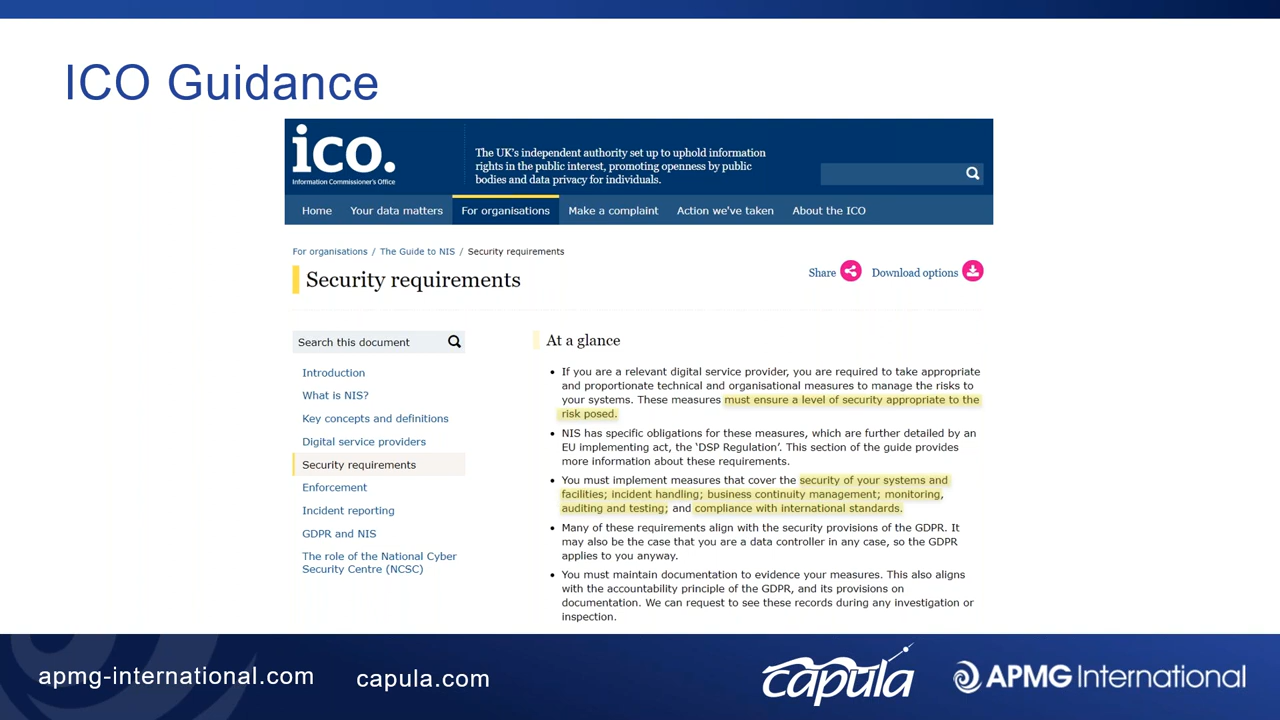 ICO Guidance
ico.
Information Commissioner's Office
The UK's independent authority set up to uphold information
rights in the public interest, promoting openness by public
bodies and data privacy for individuals.
Home Your data matters For organisations Make a complaint Action we've taken About the ICO
For organisations / The Guide to NIS / Security requirements
Security requirements
Share Download options
Search this document
Introduction
What is NIS?
Key concepts and definitions
Digital service providers
Security requirements
Enforcement
Incident reporting
GDPR and NIS
The role of the National Cyber
Security Centre (NCSC)
At a glance
• If you are a relevant digital service provider, you are required to take appropriate
and proportionate technical and organisational measures to manage the risks to
your systems. These measures must ensure a level of security appropriate to the
risk posed.
• NIS has specific obligations for these measures, which are further detailed by an
EU implementing act, the ‘DSP Regulation’. This section of the guide provides
more information about these requirements.
• You must implement measures that cover the security of your systems and
facilities; incident handling; business continuity management; monitoring,
auditing and testing; and compliance with international standards.
• Many of these requirements align with the security provisions of the GDPR. It
may also be the case that you are a data controller in any case, so the GDPR
applies to you anyway.
• You must maintain documentation to evidence your measures. This also aligns
with the accountability principle of the GDPR, and its provisions on
documentation. We can request to see these records during any investigation or
inspection.
apmg-international.com capula.com capula APMG International